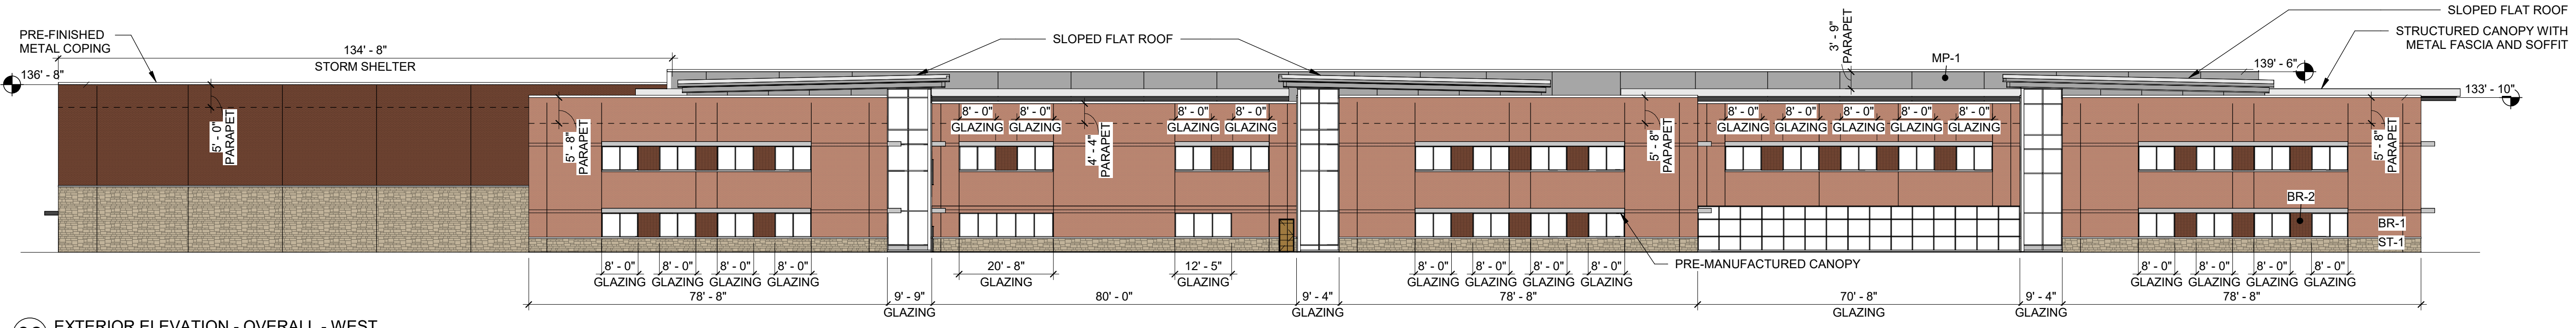 PRE-FINISHED
METAL COPING
134' - 8"
STORM SHELTER
136' - 8"
SLOPED FLAT ROOF
3' - 9"
PARAPET
MP-1
SLOPED FLAT ROOF
STRUCTURED CANOPY WITH
METAL FASCIA AND SOFFIT
139' - 6"
133' - 10"
5' - 0"
PARAPET
5' - 8"
PARAPET
8' - 0" 8' - 0"
GLAZING GLAZING
4' - 4"
PARAPET
8' - 0" 8' - 0"
GLAZING GLAZING
5' - 8"
PAPAPET
8' - 0" 8' - 0" 8' - 0" 8' - 0" 8' - 0"
GLAZING GLAZING GLAZING GLAZING GLAZING
5' - 8"
PARAPET
BR-2
BR-1
ST-1
PRE-MANUFACTURED CANOPY
8' - 0" 8' - 0" 8' - 0" 8' - 0"
GLAZING GLAZING GLAZING GLAZING
20' - 8"
GLAZING
12' - 5"
GLAZING
8' - 0" 8' - 0" 8' - 0" 8' - 0"
GLAZING GLAZING GLAZING GLAZING
8' - 0" 8' - 0" 8' - 0" 8' - 0"
GLAZING GLAZING GLAZING GLAZING
78' - 8" 9' - 9" 80' - 0" 9' - 4" 78' - 8" 70' - 8" 9' - 4" 78' - 8"
GLAZING GLAZING GLAZING GLAZING
EXTERIOR ELEVATION - OVERALL - WEST